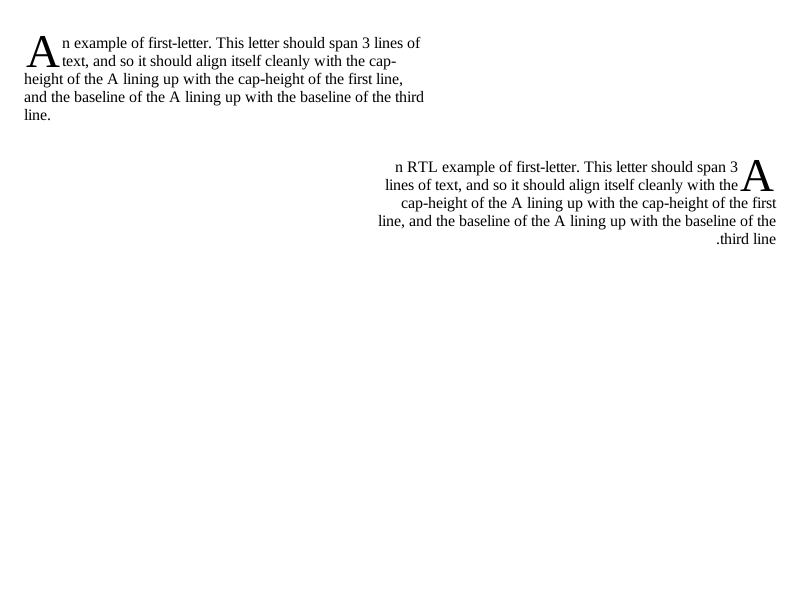 An example of first-letter. This letter should span 3 lines of
text, and so it should align itself cleanly with the cap-
height of the A lining up with the cap-height of the first line,
and the baseline of the A lining up with the baseline of the third
line.
An RTL example of first-letter. This letter should span 3
lines of text, and so it should align itself cleanly with the
cap-height of the A lining up with the cap-height of the first
line, and the baseline of the A lining up with the baseline of the
.third line